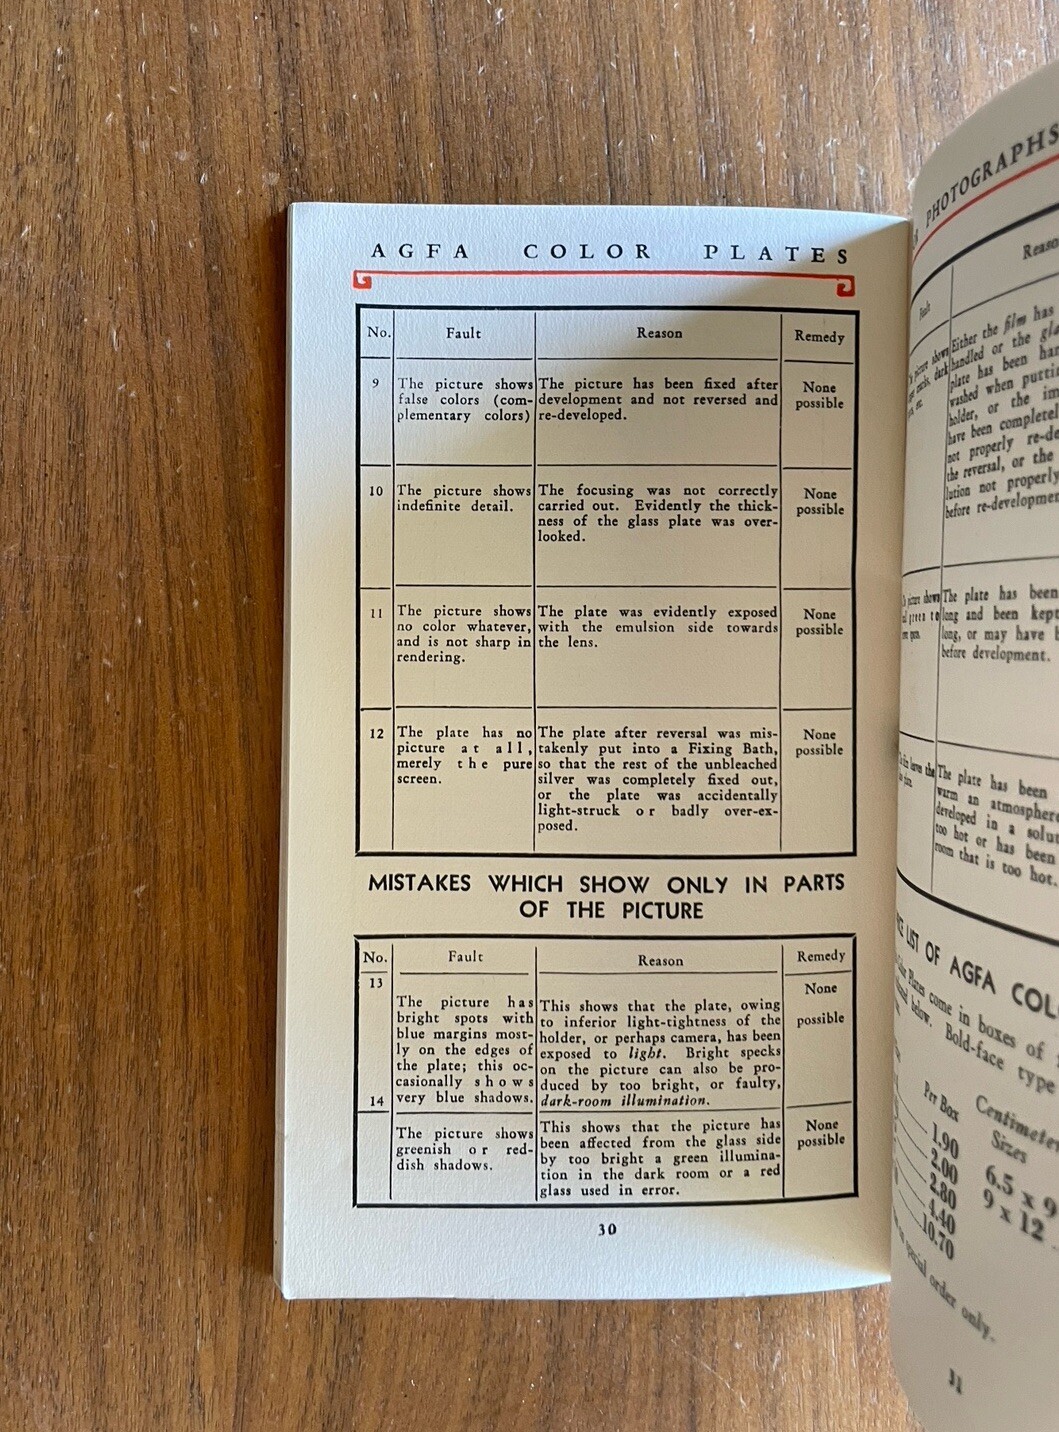 AGFA COLOR PLATES
No. Fault Reason Remedy
9 The picture shows The picture has been fixed after None
false colors (com- development and not reversed and possible
plementary colors) re-developed.
10 The picture shows The focusing was not correctly None
indefinite detail. carried out. Evidently the thick- possible
ness of the glass plate was over-
looked.
11 The picture shows The plate was evidently exposed None
no color whatever, with the emulsion side towards possible
and is not sharp in the lens.
rendering.
12 The plate has no The plate after reversal was mis- None
picture at all, takenly put into a Fixing Bath, possible
merely the pure so that the rest of the unbleached
screen. silver was completely fixed out,
or the plate was accidentally
light-struck or badly over-ex-
posed.
MISTAKES WHICH SHOW ONLY IN PARTS
OF THE PICTURE
No. Fault Reason Remedy
13 None
The picture has This shows that the plate, owing
bright spots with to inferior light-tightness of the possible
blue margins most- holder, or perhaps camera, has been
ly on the edges of exposed to light. Bright specks
the plate; this oc- on the picture can also be pro-
casionally shows duced by too bright, or faulty,
14 very blue shadows. dark-room illumination.
The picture shows This shows that the picture has None
greenish or red- been affected from the glass side possible
dish shadows. by too bright a green illumina-
tion in the dark room or a red
glass used in error.
30
PHOTOGRAPHS
Either the film has
handled or the
plate has been
washed when
holder, or the
have been
not properly
the reversal, or the
lution not properly
before
picture shows The plate has been
green to long and been kept
long, or may have
before development.
leaves the The plate has been
warm an
developed in a
too hot or has been
room that is too hot.
LIST OF AGFA
Plates come in boxes of
below. Bold-face type
Per Box
1.90
2.00
2.80
4.40
10.70
Sizes
6.5 x 9
9 x 12
special order only.
31